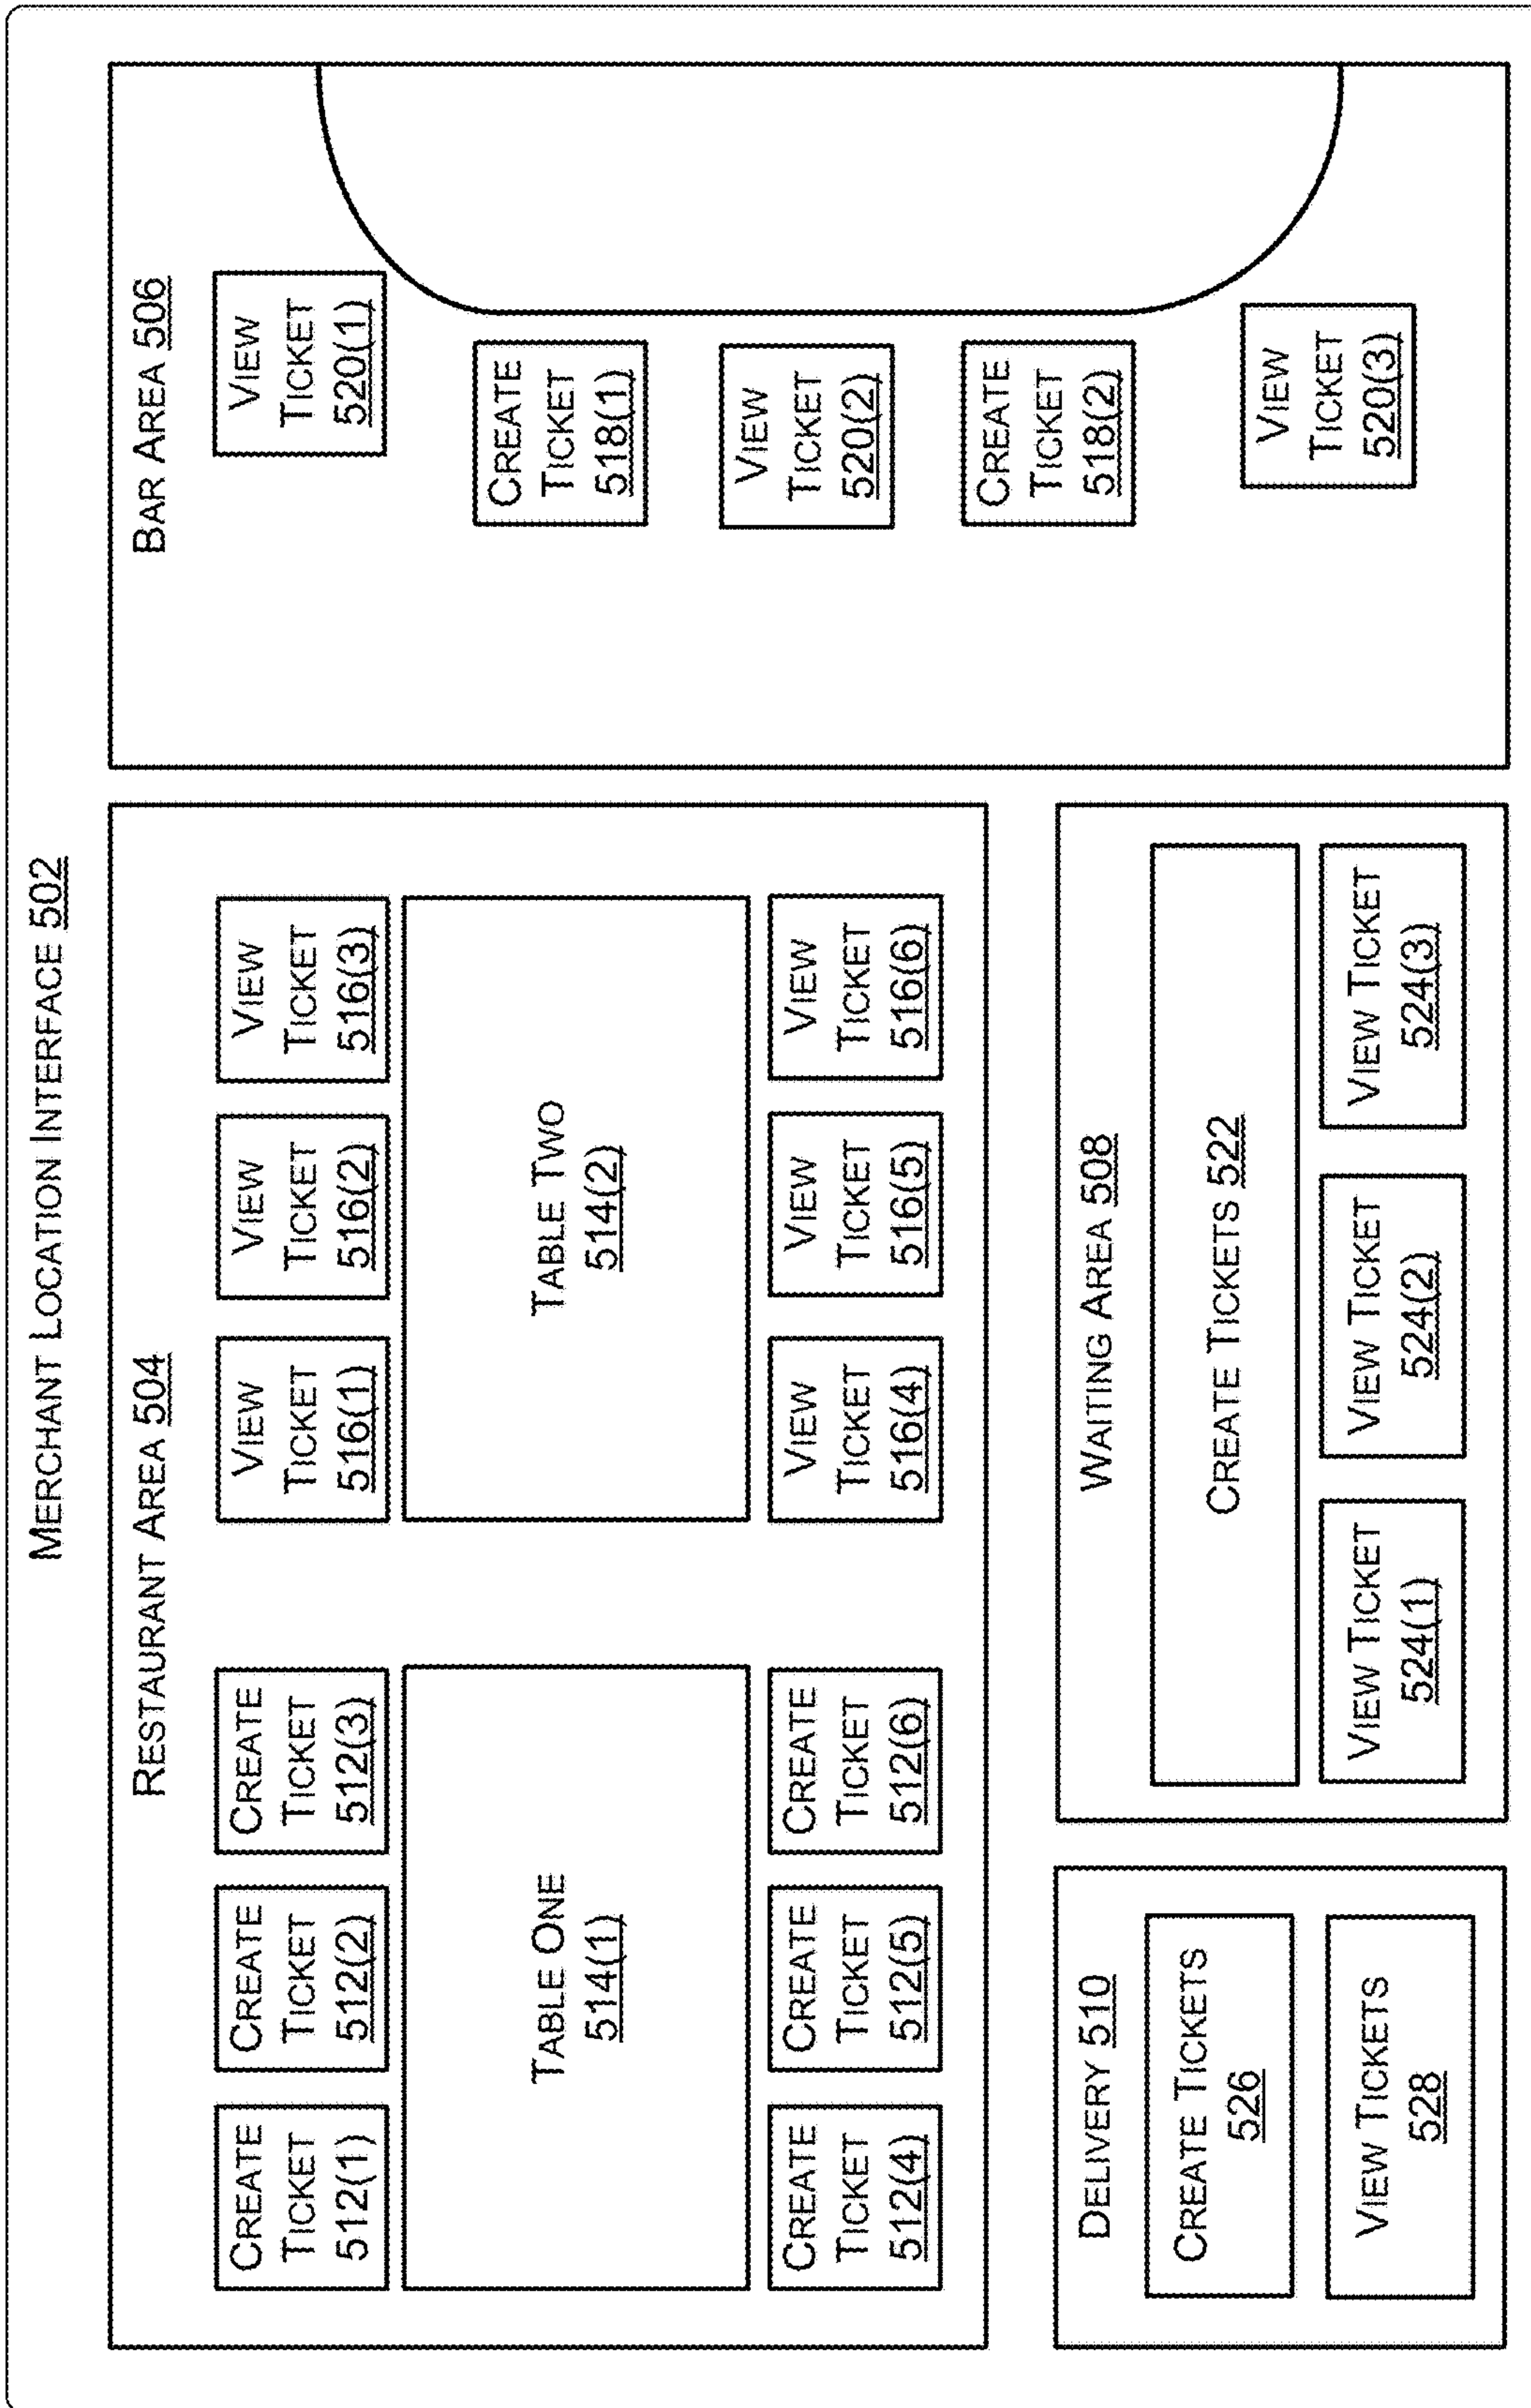 MERCHANT LOCATION INTERFACE 502
RESTAURANT AREA 504
CREATE
TICKET
512(1)
CREATE
TICKET
512(2)
CREATE
TICKET
512(3)
TABLE ONE
514(1)
CREATE
TICKET
512(4)
CREATE
TICKET
512(5)
CREATE
TICKET
512(6)
VIEW
TICKET
516(1)
VIEW
TICKET
516(2)
VIEW
TICKET
516(3)
TABLE TWO
514(2)
VIEW
TICKET
516(4)
VIEW
TICKET
516(5)
VIEW
TICKET
516(6)
BAR AREA 506
VIEW
TICKET
520(1)
CREATE
TICKET
518(1)
VIEW
TICKET
520(2)
CREATE
TICKET
518(2)
VIEW
TICKET
520(3)
DELIVERY 510
CREATE TICKETS
526
VIEW TICKETS
528
WAITING AREA 508
CREATE TICKETS 522
VIEW TICKET
524(1)
VIEW TICKET
524(2)
VIEW TICKET
524(3)